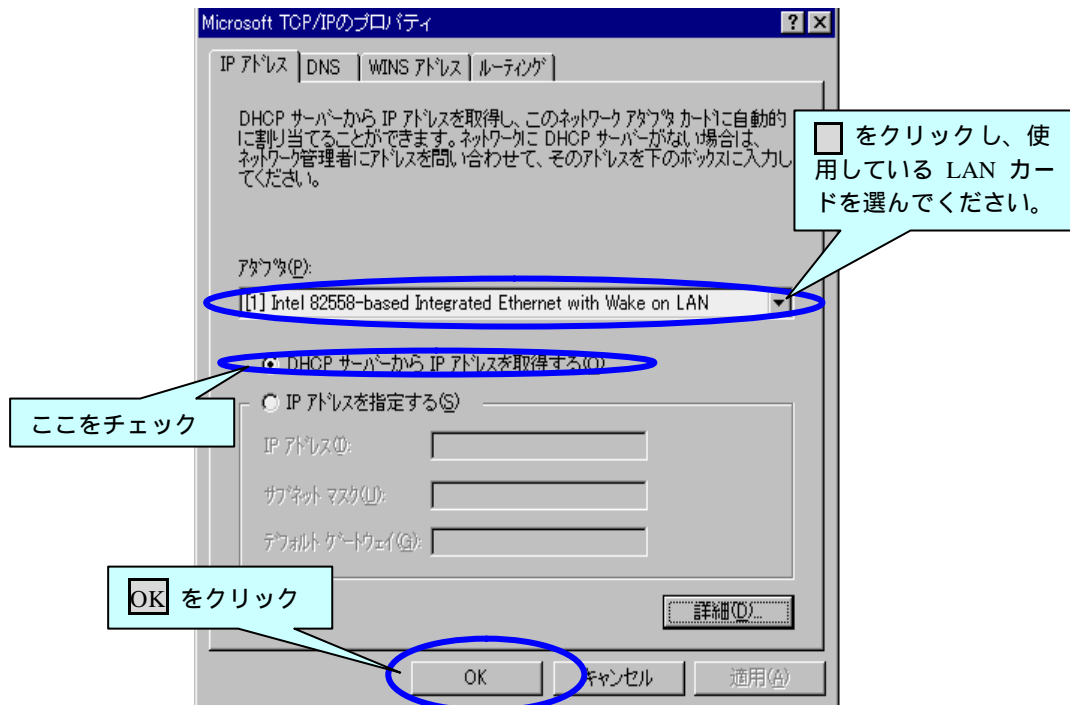 Microsoft TCP/IPのプロパティ
IP アドレス DNS WINS アドレス ルーティング
DHCP サーバーから IP アドレスを取得し、このネットワーク アダプタ カードに自動的
に割り当てることができます。ネットワークに DHCP サーバーがない場合は、
ネットワーク管理者にアドレスを問い合わせて、そのアドレスを下のボックスに入力し
てください。
をクリックし、使
用している LAN カー
ドを選んでください。
アダプタ(P):
[1] Intel 82558-based Integrated Ethernet with Wake on LAN
DHCP サーバーから IP アドレスを取得する(O)
ここをチェック
IP アドレスを指定する(S)
IP アドレス(I):
サブネット マスク(U):
デフォルト ゲートウェイ(G):
OK をクリック
詳細(D)...
OK
キャンセル
適用(A)